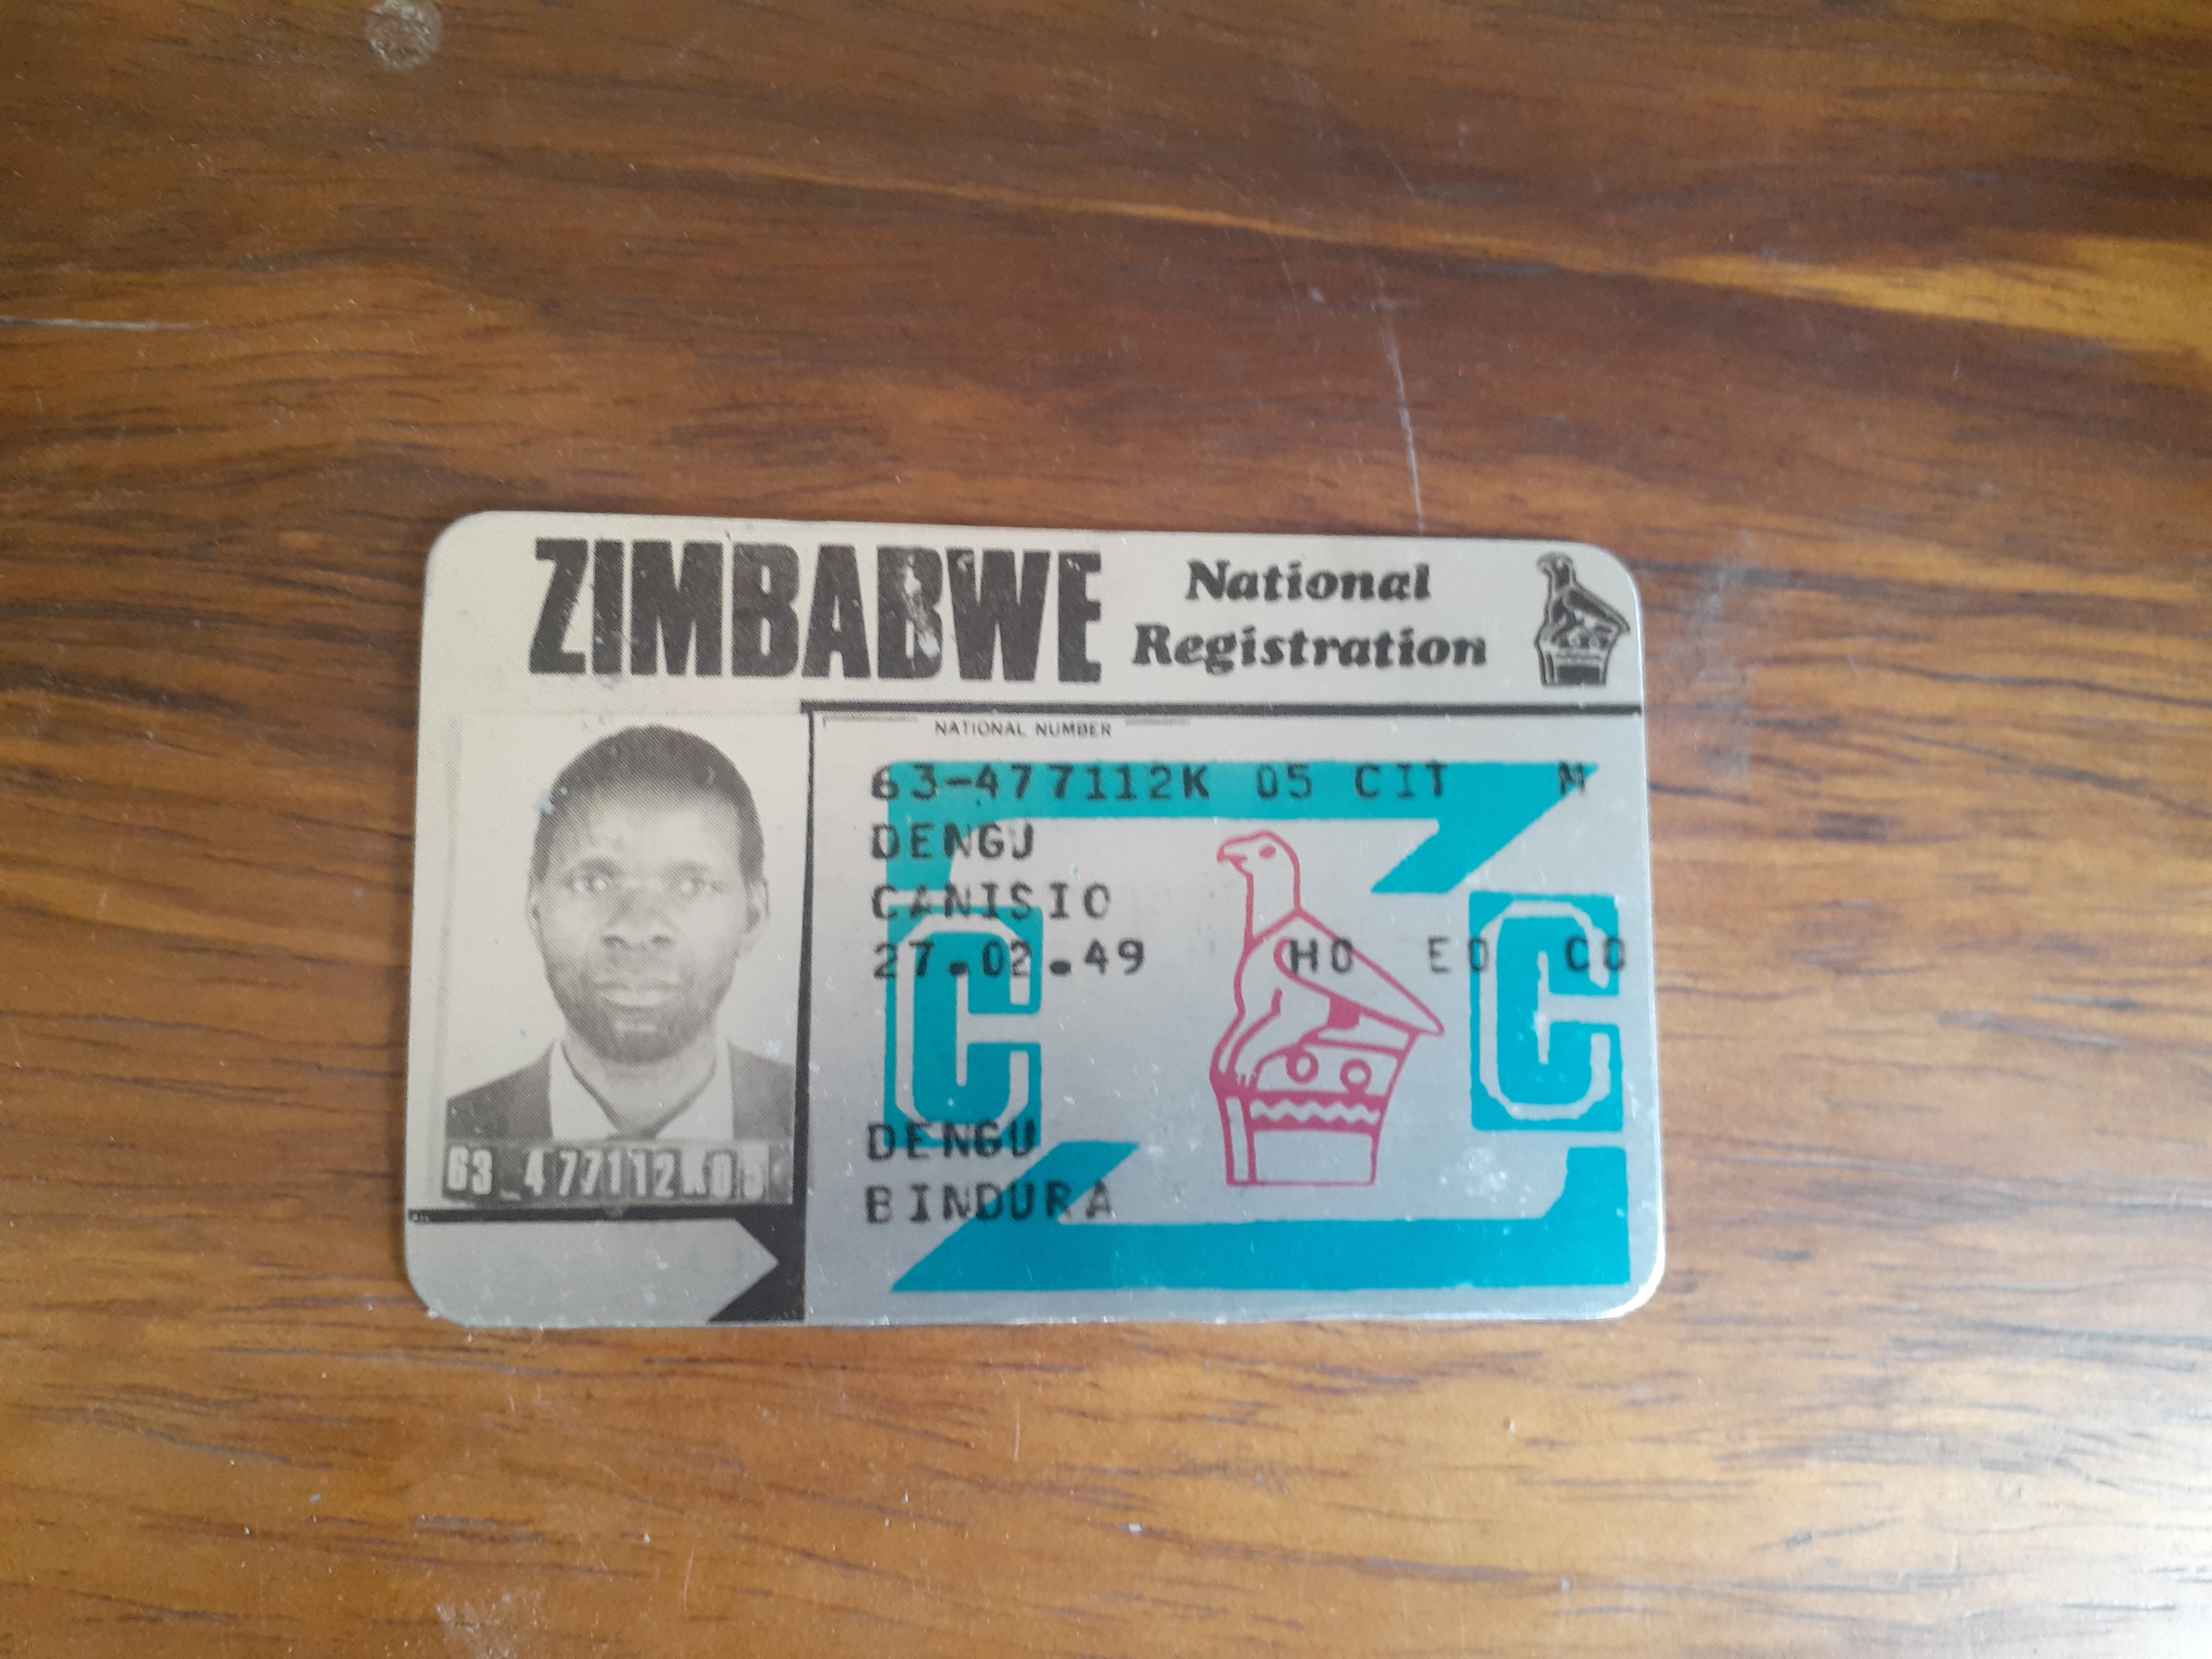 ZIMBABWE
National
Registration
NATIONAL NUMBER
63-477112K 05 CIT M
DENGU
CANISIO
27.02.49 HO EO CO
C C
DENGU
BINDURA
63_477112K05